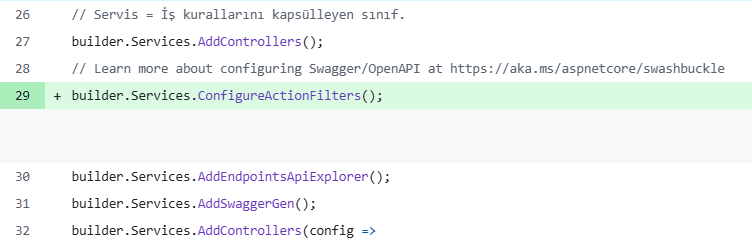 26 // Servis = İş kurallarını kapsülleyen sınıf.
27 builder.Services.AddControllers();
28 // Learn more about configuring Swagger/OpenAPI at https://aka.ms/aspnetcore/swashbuckle
29 + builder.Services.ConfigureActionFilters();
30 builder.Services.AddEndpointsApiExplorer();
31 builder.Services.AddSwaggerGen();
32 builder.Services.AddControllers(config =>